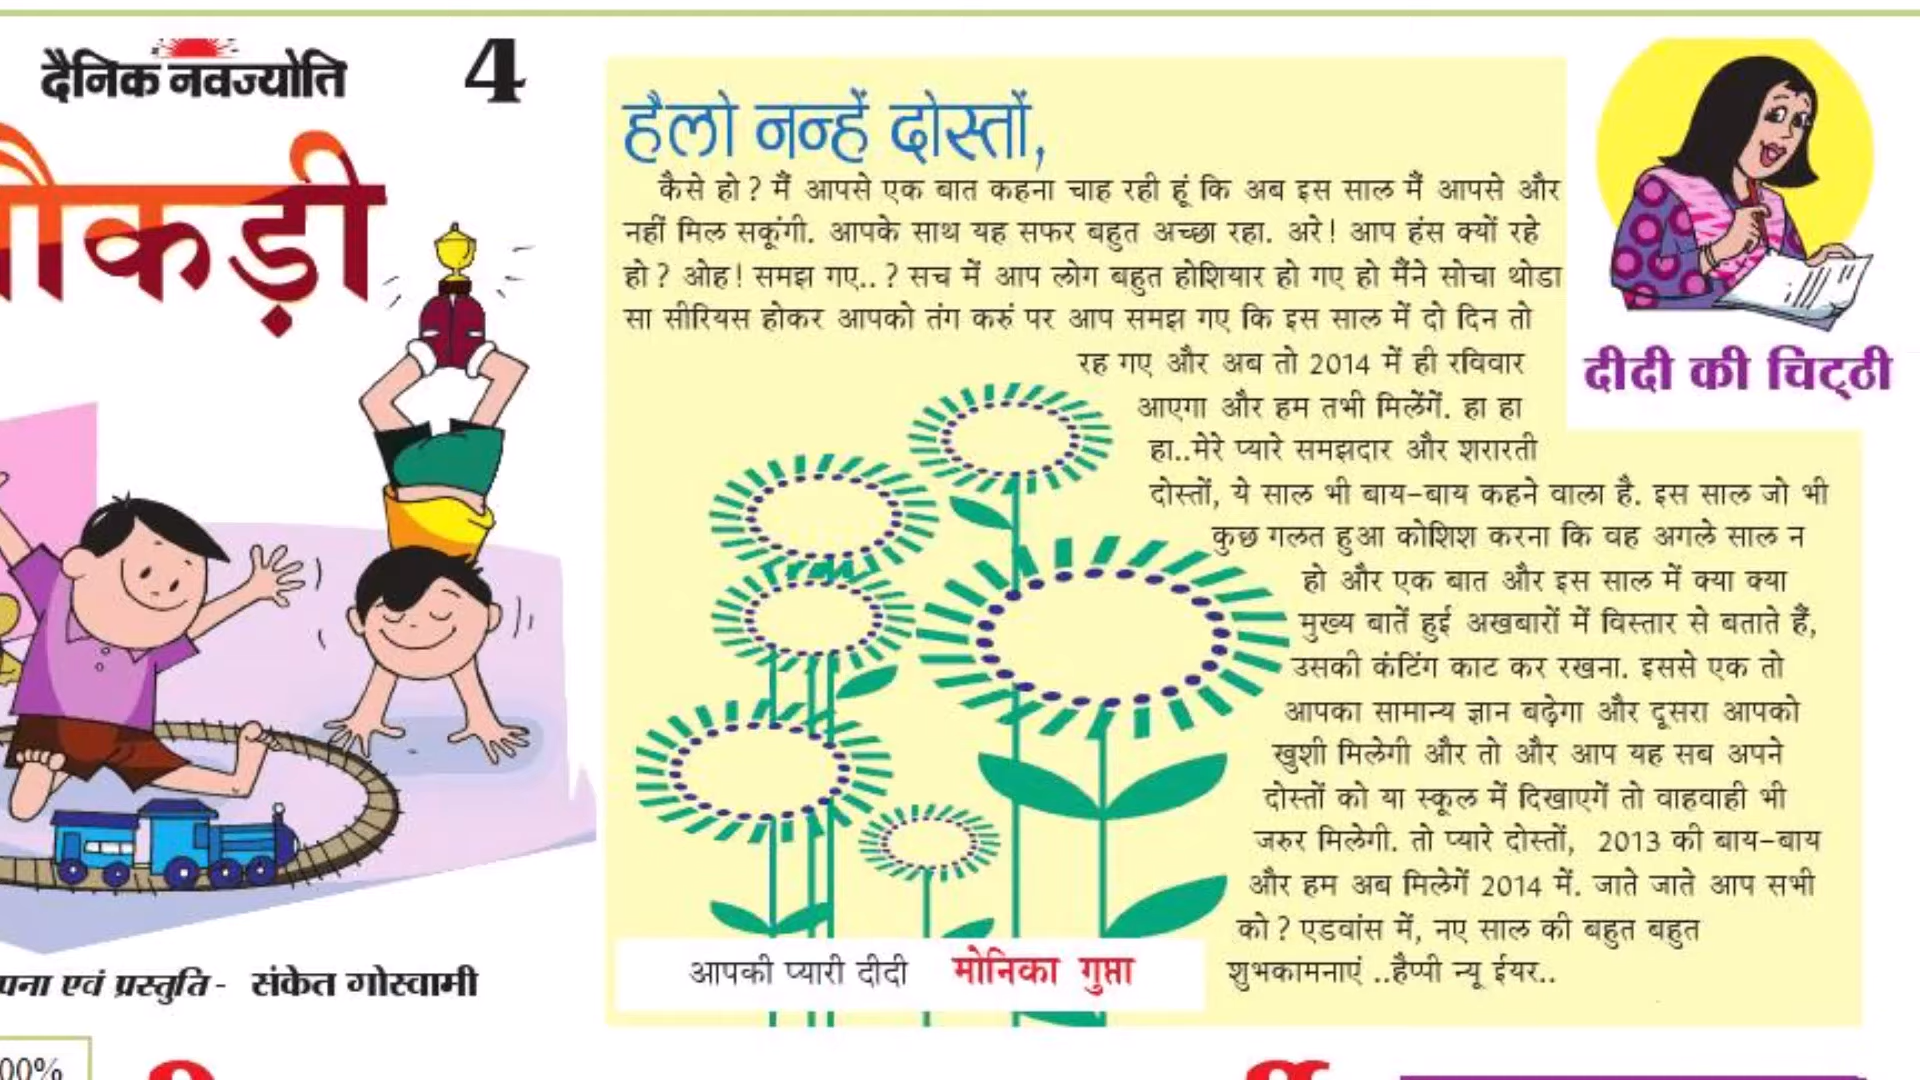 दैनिक नवज्योति
4
हैलो नन्हें दोस्तों,
कैसे हो ? मैं आपसे एक बात कहना चाह रही हूं कि अब इस साल मैं आपसे और
नहीं मिल सकूंगी. आपके साथ यह सफर बहुत अच्छा रहा. अरे! आप हंस क्यों रहे
हो ? ओह! समझ गए.. ? सच में आप लोग बहुत होशियार हो गए हो मैंने सोचा थोडा
सा सीरियस होकर आपको तंग करुं पर आप समझ गए कि इस साल में दो दिन तो
रह गए और अब तो 2014 में ही रविवार
आएगा और हम तभी मिलेंगें. हा हा
हा..मेरे प्यारे समझदार और शरारती
दोस्तों, ये साल भी बाय-बाय कहने वाला है. इस साल जो भी
कुछ गलत हुआ कोशिश करना कि वह अगले साल न
हो और एक बात और इस साल में क्या क्या
मुख्य बातें हुई अखबारों में विस्तार से बताते हैं,
उसकी कंटिंग काट कर रखना. इससे एक तो
आपका सामान्य ज्ञान बढ़ेगा और दूसरा आपको
खुशी मिलेगी और तो और आप यह सब अपने
दोस्तों को या स्कूल में दिखाएगें तो वाहवाही भी
जरुर मिलेगी. तो प्यारे दोस्तों, 2013 की बाय-बाय
और हम अब मिलेगें 2014 में. जाते जाते आप सभी
को ? एडवांस में, नए साल की बहुत बहुत
शुभकामनाएं ..हैप्पी न्यू ईयर..
आपकी प्यारी दीदी मोनिका गुप्ता
दीदी की चिट्ठी
एवं प्रस्तुति - संकेत गोस्वामी
00%